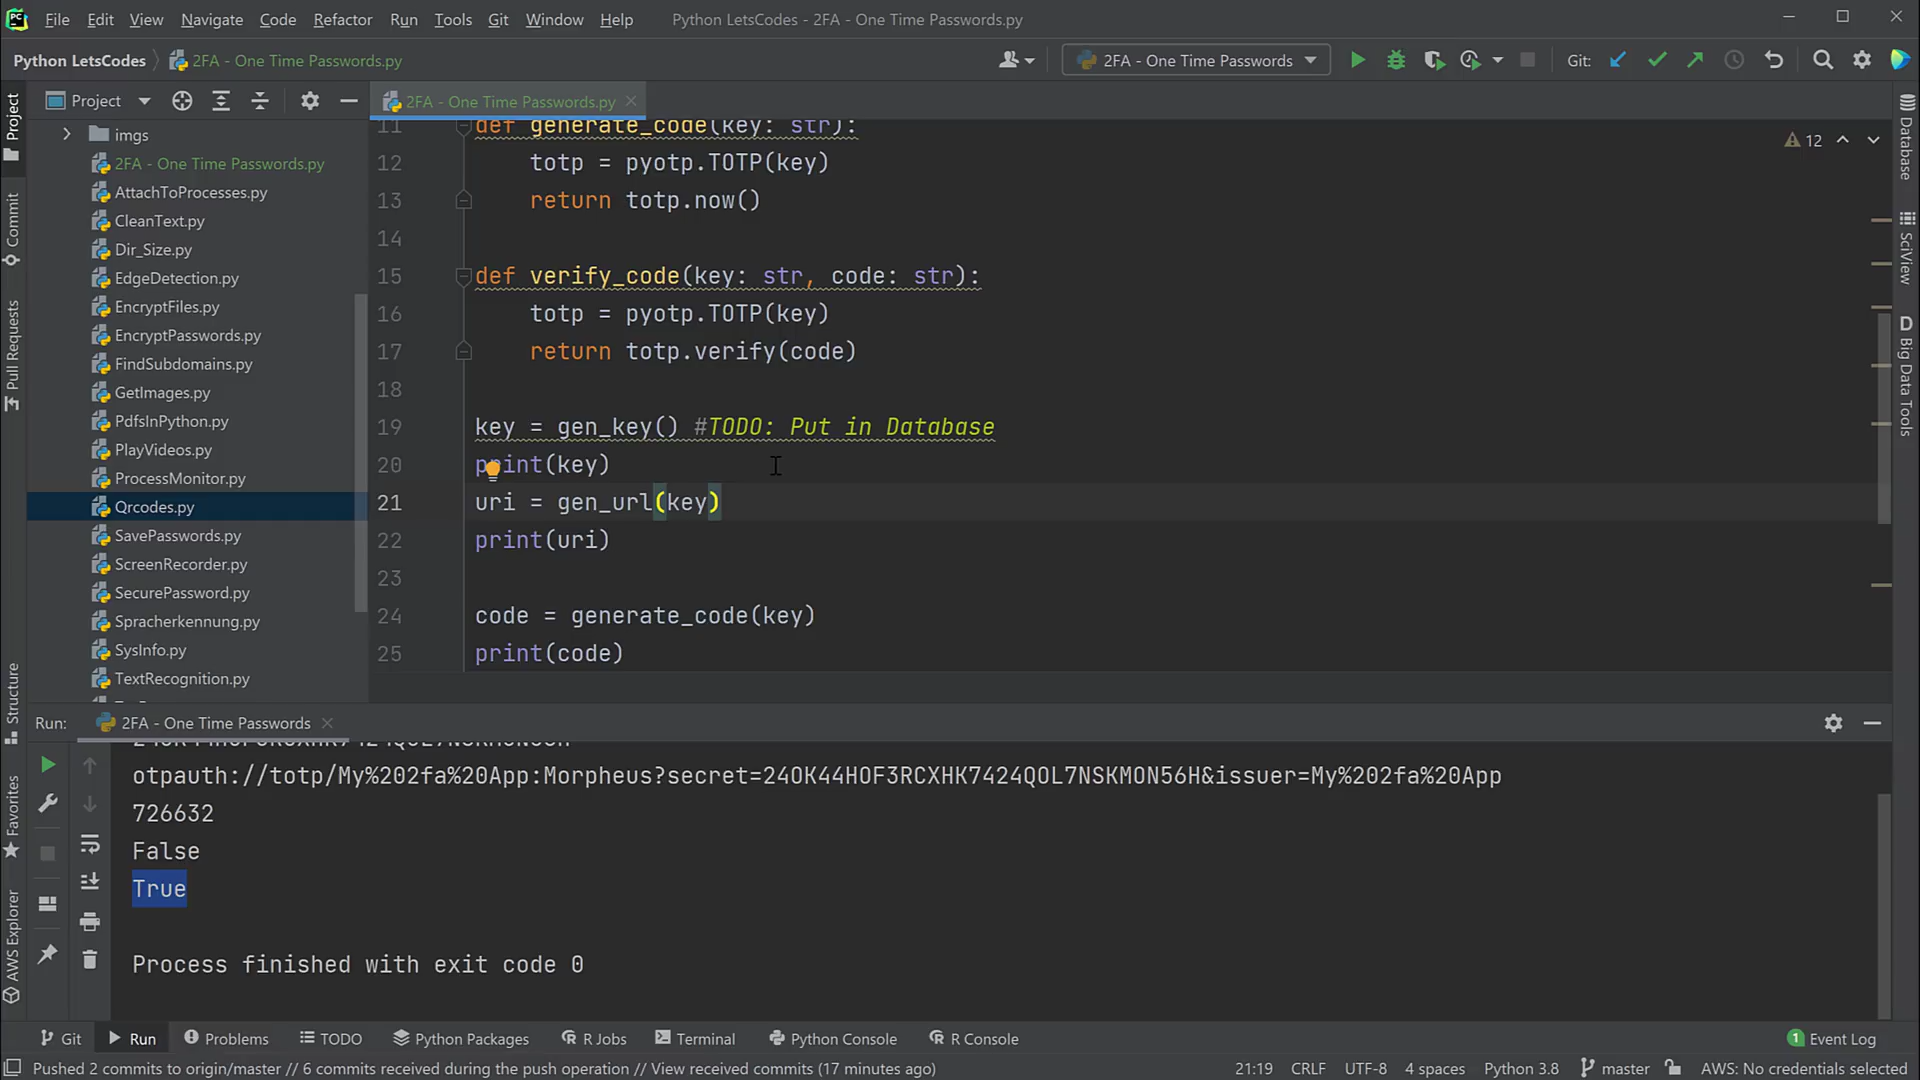 File Edit View Navigate Code Refactor Run Tools Git Window Help Python LetsCodes - 2FA - One Time Passwords.py
Python LetsCodes 2FA - One Time Passwords.py 2FA - One Time Passwords Git:
Project 2FA - One Time Passwords.py
Project
Commit
Pull Requests
Structure
Favorites
AWS Explorer
imgs
2FA - One Time Passwords.py
AttachToProcesses.py
CleanText.py
Dir_Size.py
EdgeDetection.py
EncryptFiles.py
EncryptPasswords.py
FindSubdomains.py
GetImages.py
PdfsInPython.py
PlayVideos.py
ProcessMonitor.py
Qrcodes.py
SavePasswords.py
ScreenRecorder.py
SecurePassword.py
Spracherkennung.py
SysInfo.py
TextRecognition.py
12
11 def generate_code(key: str):
12 totp = pyotp.TOTP(key)
13 return totp.now()
14
15 def verify_code(key: str, code: str):
16 totp = pyotp.TOTP(key)
17 return totp.verify(code)
18
19 key = gen_key() #TODO: Put in Database
20 print(key)
21 uri = gen_url(key)
22 print(uri)
23
24 code = generate_code(key)
25 print(code)
Database
SciView
D Big Data Tools
Run: 2FA - One Time Passwords
otpauth://totp/My%202fa%20App:Morpheus?secret=24OK44HOF3RCXHK7424QOL7NSKMON56H&issuer=My%202fa%20App
726632
False
True
Process finished with exit code 0
Git Run Problems TODO Python Packages R Jobs Terminal Python Console R Console 1 Event Log
Pushed 2 commits to origin/master // 6 commits received during the push operation // View received commits (17 minutes ago) 21:19 CRLF UTF-8 4 spaces Python 3.8 master AWS: No credentials selected